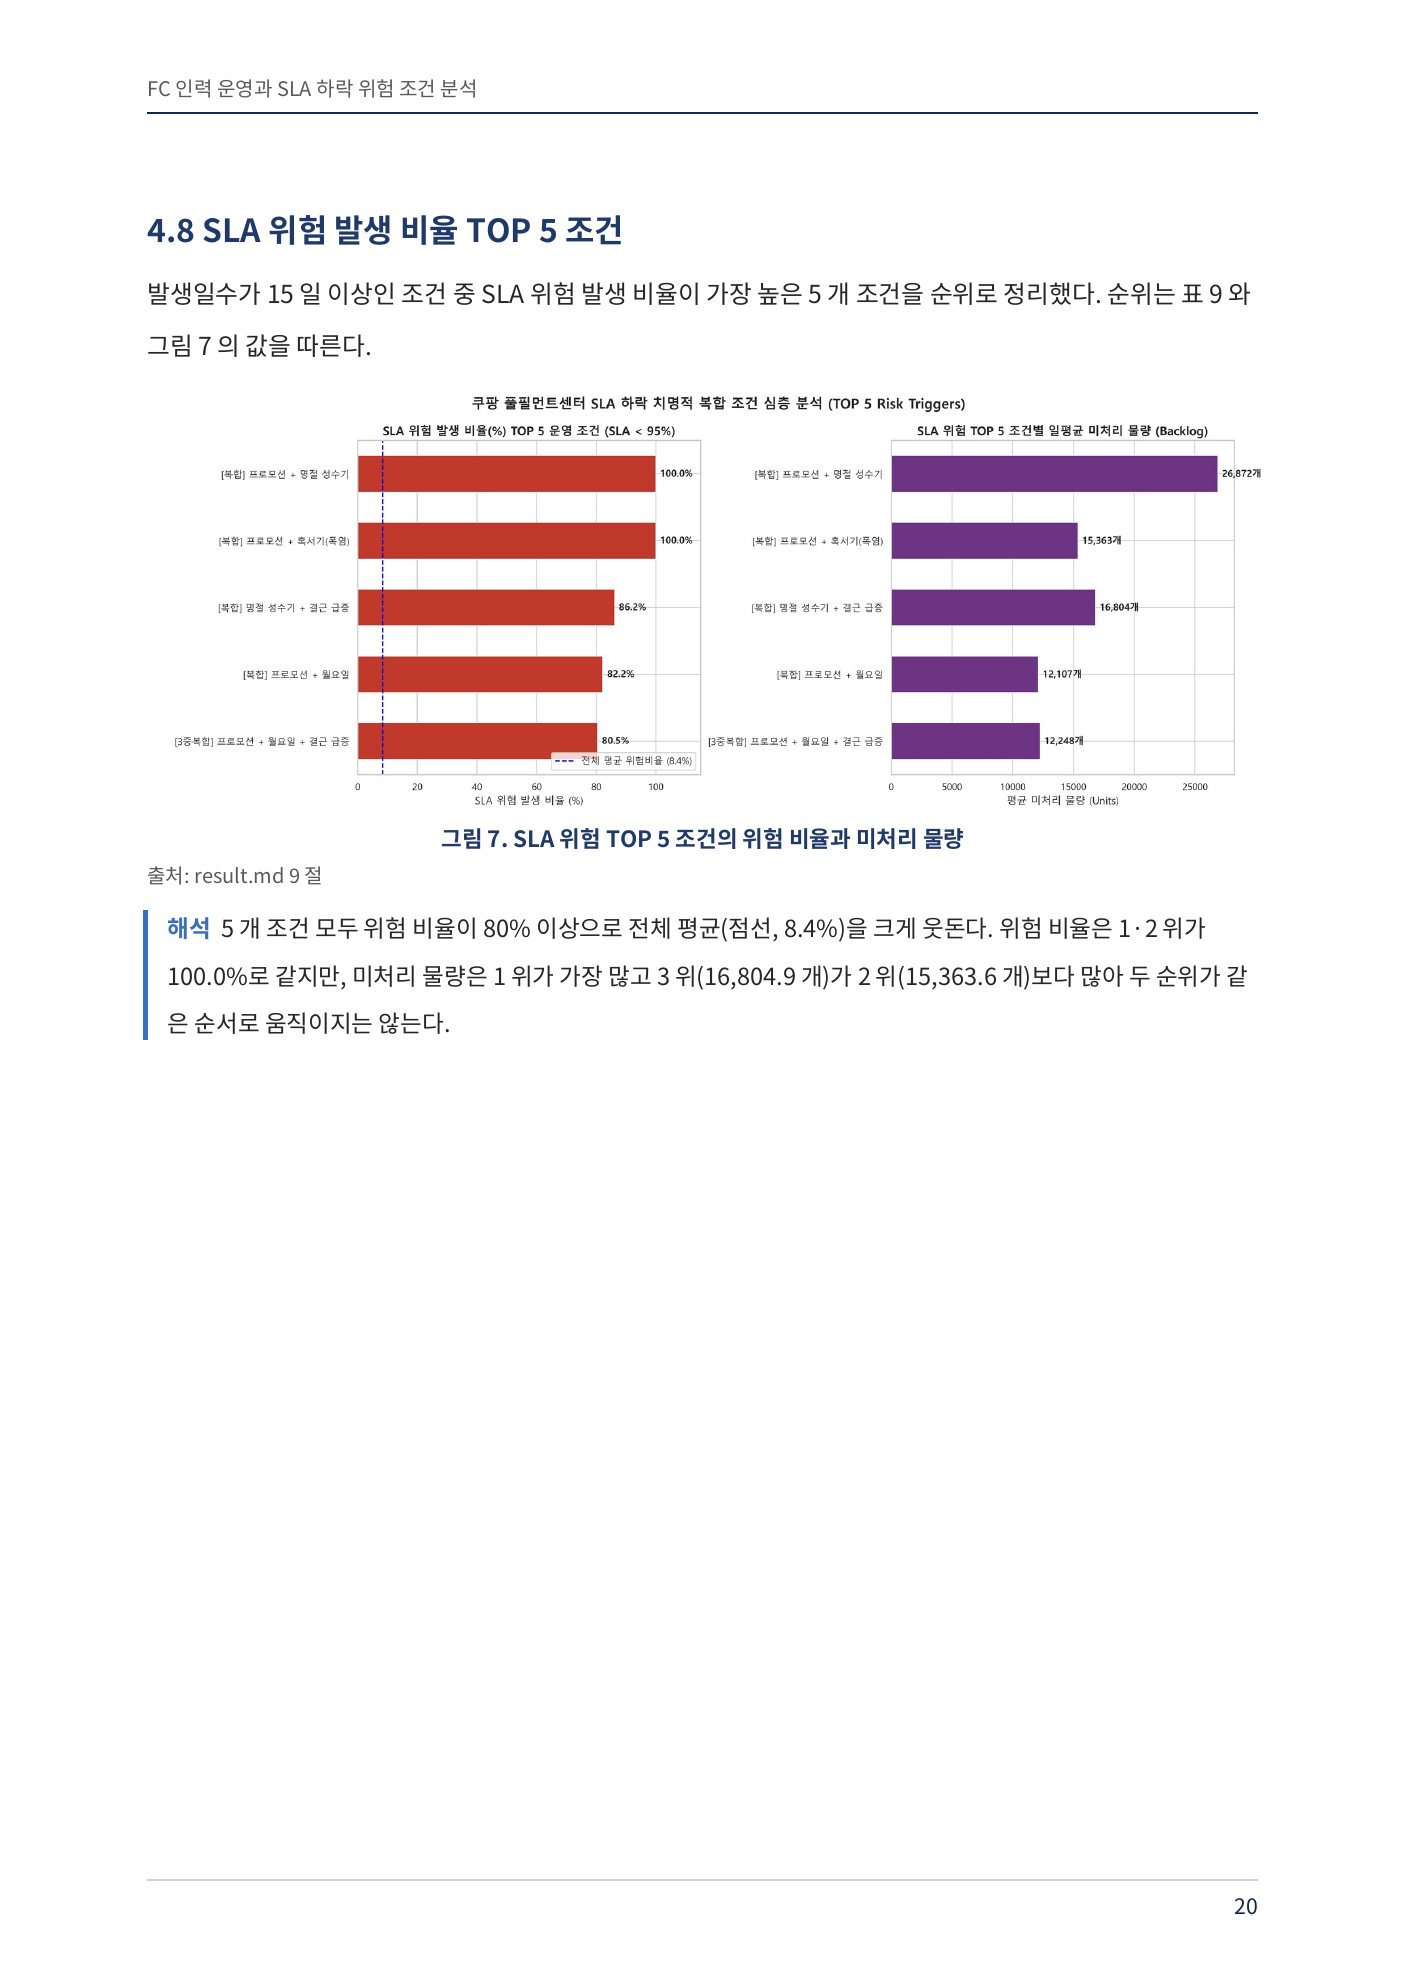 FC 인력 운영과 SLA 하락 위험 조건 분석
4.8 SLA 위험 발생 비율 TOP 5 조건
발생일수가 15 일 이상인 조건 중 SLA 위험 발생 비율이 가장 높은 5 개 조건을 순위로 정리했다. 순위는 표 9 와
그림 7 의 값을 따른다.
쿠팡 풀필먼트센터 SLA 하락 치명적 복합 조건 심층 분석 (TOP 5 Risk Triggers)
SLA 위험 발생 비율(%) TOP 5 운영 조건 (SLA < 95%)
[복합] 프로모션 + 명절 성수기
100.0%
[복합] 프로모션 + 혹서기(폭염)
100.0%
[복합] 명절 성수기 + 결근 급증
86.2%
[복합] 프로모션 + 월요일
82.2%
[3중복합] 프로모션 + 월요일 + 결근 급증
80.5%
전체 평균 위험비율 (8.4%)
0 20 40 60 80 100
SLA 위험 발생 비율 (%)
SLA 위험 TOP 5 조건별 일평균 미처리 물량 (Backlog)
[복합] 프로모션 + 명절 성수기
26,872개
[복합] 프로모션 + 혹서기(폭염)
15,363개
[복합] 명절 성수기 + 결근 급증
16,804개
[복합] 프로모션 + 월요일
12,107개
[3중복합] 프로모션 + 월요일 + 결근 급증
12,248개
0 5000 10000 15000 20000 25000
평균 미처리 물량 (Units)
그림 7. SLA 위험 TOP 5 조건의 위험 비율과 미처리 물량
출처: result.md 9 절
해석 5 개 조건 모두 위험 비율이 80% 이상으로 전체 평균(점선, 8.4%)을 크게 웃돈다. 위험 비율은 1·2 위가
100.0%로 같지만, 미처리 물량은 1 위가 가장 많고 3 위(16,804.9 개)가 2 위(15,363.6 개)보다 많아 두 순위가 같
은 순서로 움직이지는 않는다.
20